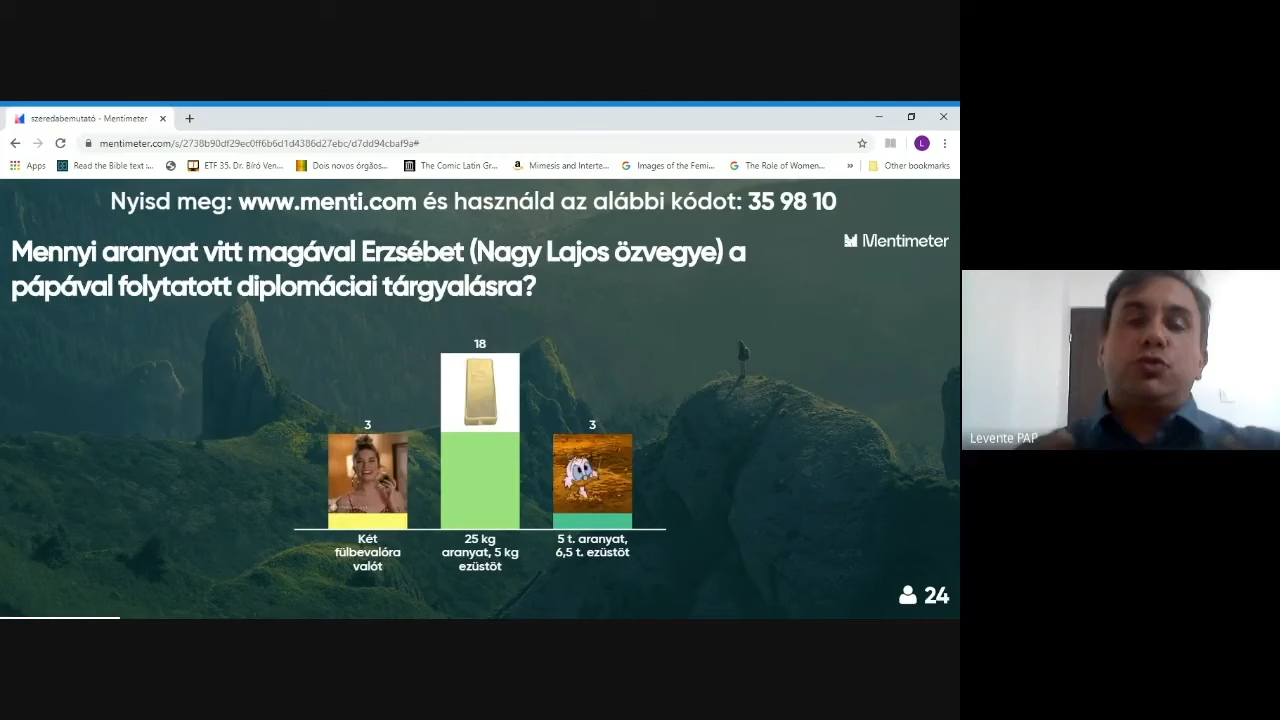 szeredabemutató - Mentimeter
mentimeter.com/s/2738b90df29ec0ff6b6d1d4386d27ebc/d7dd94cbaf9a#
L
Apps
Read the Bible text :...
ETF 35. Dr. Bíró Ven...
Dois novos órgãos...
The Comic Latin Gr...
Mimesis and Interte...
Images of the Femi...
The Role of Women...
»
Other bookmarks
Nyisd meg: www.menti.com és használd az alábbi kódot: 35 98 10
Mentimeter
Mennyi aranyat vitt magával Erzsébet (Nagy Lajos özvegye) a
pápával folytatott diplomáciai tárgyalásra?
18
3
3
Két
fülbevalóra
valót
25 kg
aranyat, 5 kg
ezüstöt
5 t. aranyat,
6,5 t. ezüstöt
24
Levente PAP